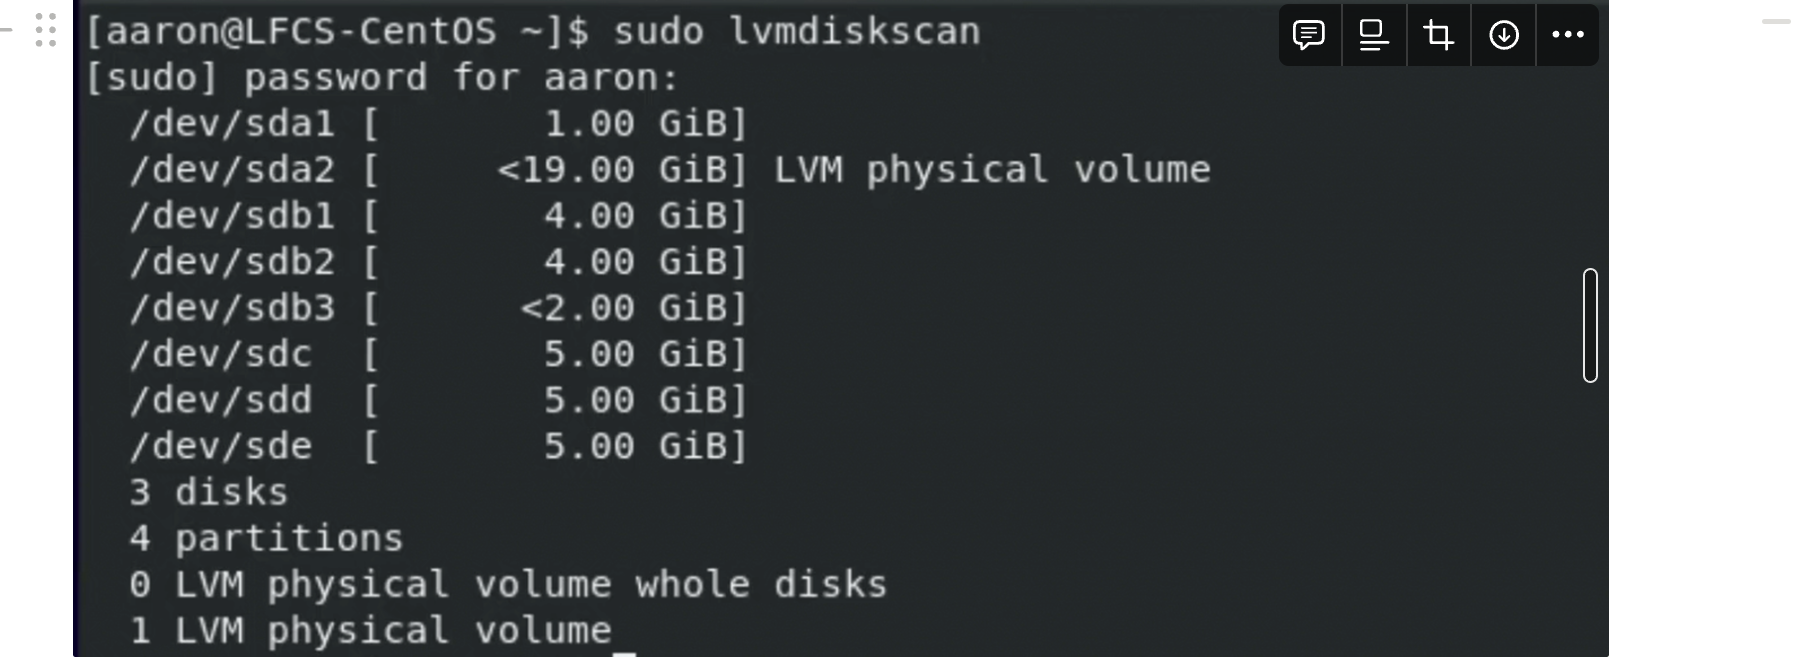 [aaron@LFCS-CentOS ~]$ sudo lvmdiskscan
[sudo] password for aaron:
  /dev/sda1 [       1.00 GiB]
  /dev/sda2 [     <19.00 GiB] LVM physical volume
  /dev/sdb1 [       4.00 GiB]
  /dev/sdb2 [       4.00 GiB]
  /dev/sdb3 [      <2.00 GiB]
  /dev/sdc  [       5.00 GiB]
  /dev/sdd  [       5.00 GiB]
  /dev/sde  [       5.00 GiB]
  3 disks
  4 partitions
  0 LVM physical volume whole disks
  1 LVM physical volume